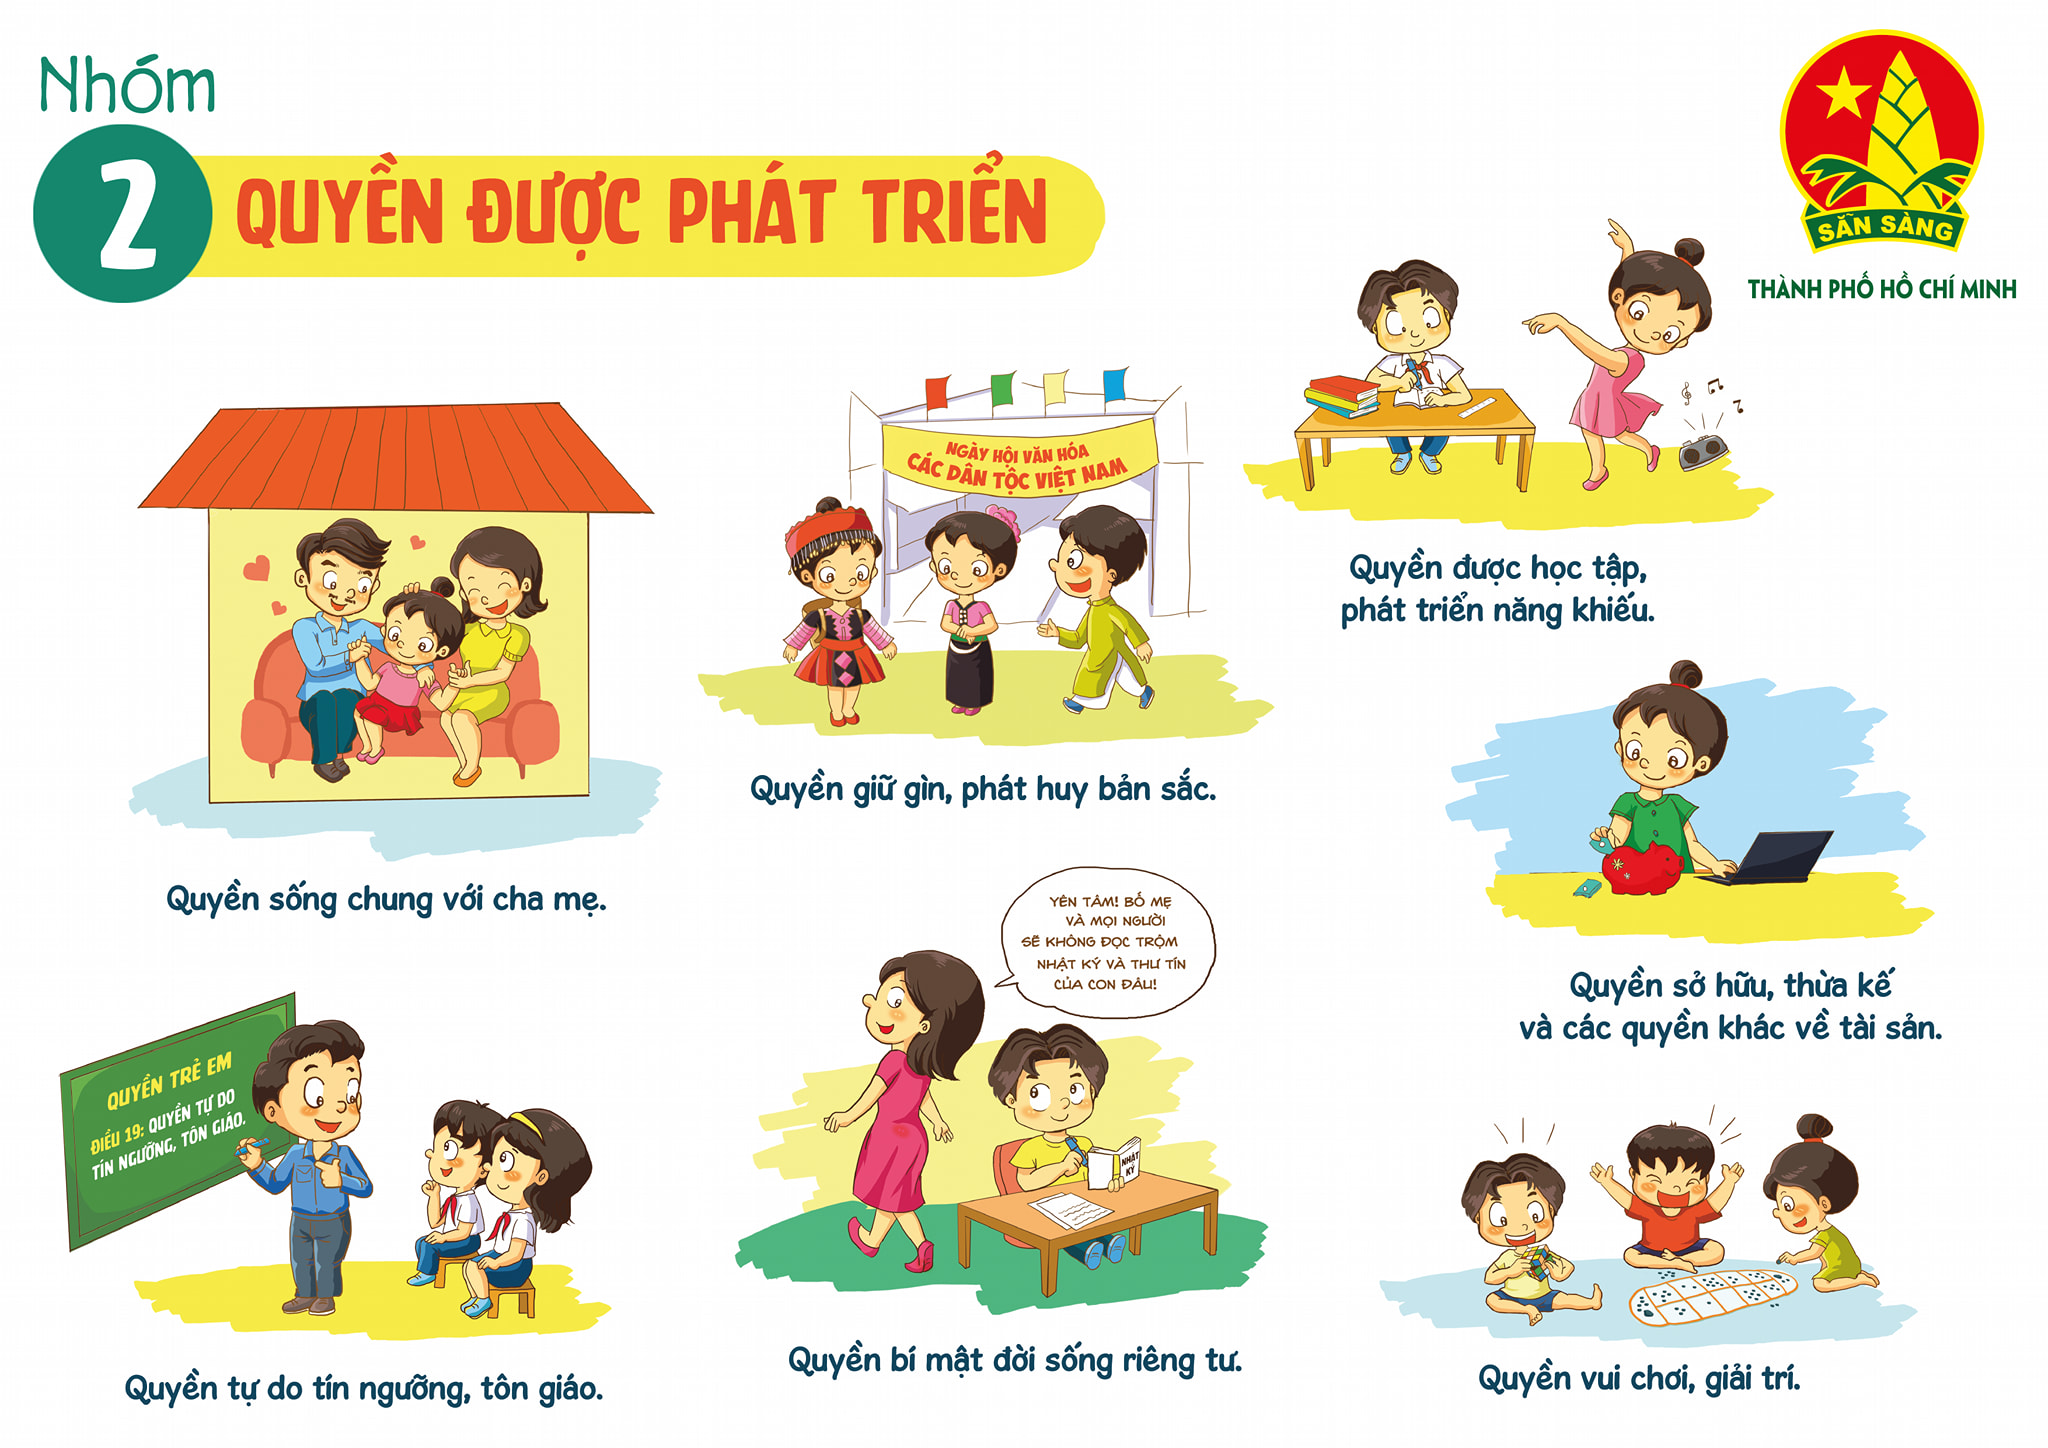 Nhóm
2
QUYỀN ĐƯỢC PHÁT TRIỂN
SẴN SÀNG
THÀNH PHỐ HỒ CHÍ MINH
Quyền sống chung với cha mẹ.
NGÀY HỘI VĂN HÓA
CÁC DÂN TỘC VIỆT NAM
Quyền giữ gìn, phát huy bản sắc.
Quyền được học tập,
phát triển năng khiếu.
Quyền sở hữu, thừa kế
và các quyền khác về tài sản.
QUYỀN TRẺ EM
ĐIỀU 19: QUYỀN TỰ DO
TÍN NGƯỠNG, TÔN GIÁO.
Quyền tự do tín ngưỡng, tôn giáo.
YÊN TÂM! BỐ MẸ
VÀ MỌI NGƯỜI
SẼ KHÔNG ĐỌC TRỘM
NHẬT KÝ VÀ THƯ TÍN
CỦA CON ĐÂU!
NHẬT
KÝ
Quyền bí mật đời sống riêng tư.
Quyền vui chơi, giải trí.